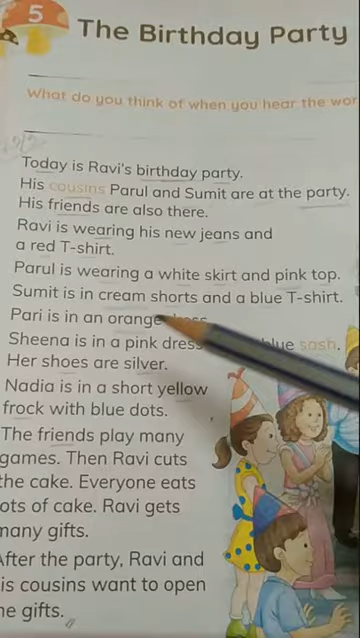 5
The Birthday Party
What do you think of when you hear the wor
Today is Ravi's birthday party.
His cousins Parul and Sumit are at the party.
His friends are also there.
Ravi is wearing his new jeans and
a red T-shirt.
Parul is wearing a white skirt and pink top.
Sumit is in cream shorts and a blue T-shirt.
Pari is in an orange
Sheena is in a pink dress blue sash.
Her shoes are silver.
Nadia is in a short yellow
frock with blue dots.
The friends play many
games. Then Ravi cuts
the cake. Everyone eats
ots of cake. Ravi gets
many gifts.
After the party, Ravi and
is cousins want to open
he gifts.